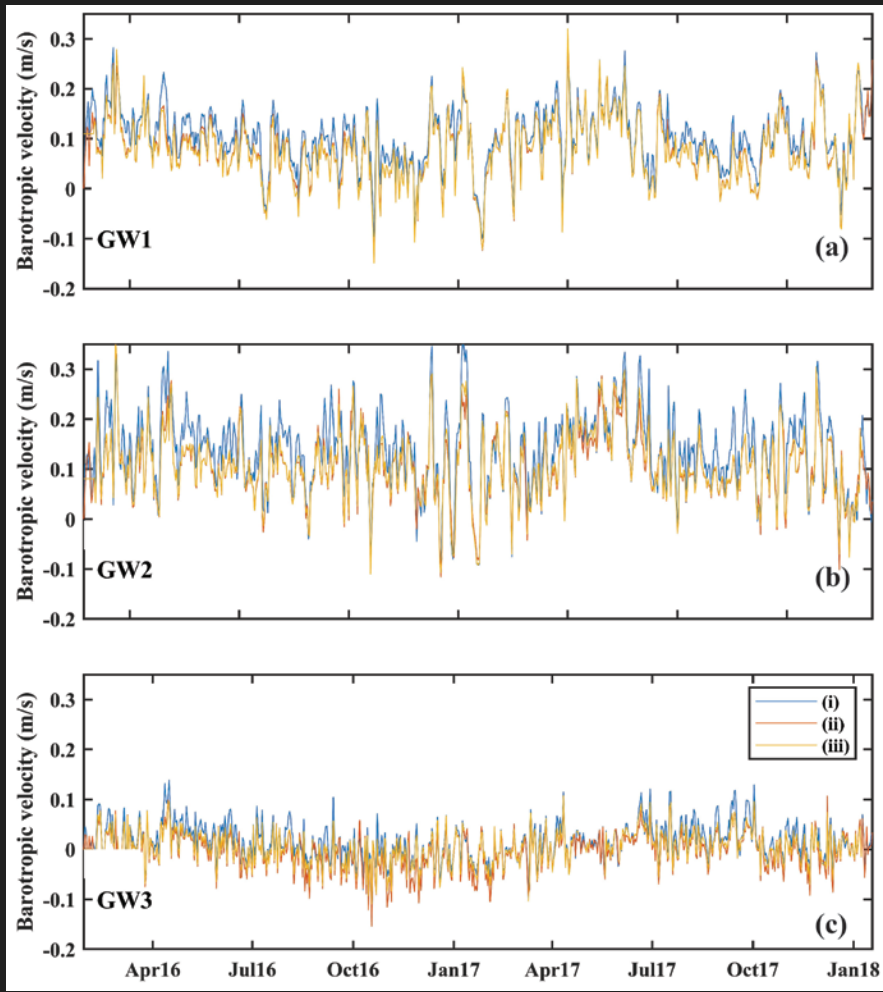 Barotropic velocity (m/s)
0.3
0.2
0.1
0
-0.1
-0.2
GW1
(a)
Barotropic velocity (m/s)
0.3
0.2
0.1
0
-0.1
-0.2
GW2
(b)
Barotropic velocity (m/s)
0.3
0.2
0.1
0
-0.1
-0.2
(i)
(ii)
(iii)
GW3
(c)
Apr16 Jul16 Oct16 Jan17 Apr17 Jul17 Oct17 Jan18